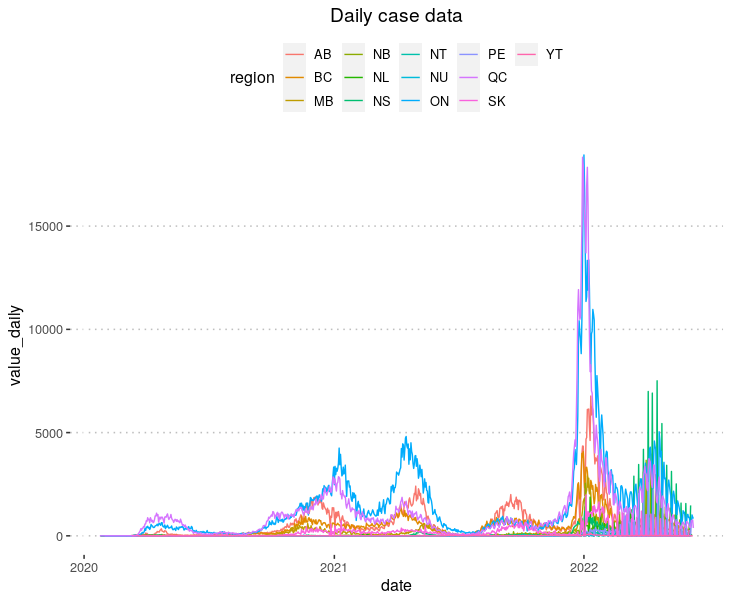 Daily case data
AB NB NT PE YT
region BC NL NU QC
MB NS ON SK
15000
10000
5000
0
value_daily
2020 2021 2022
date